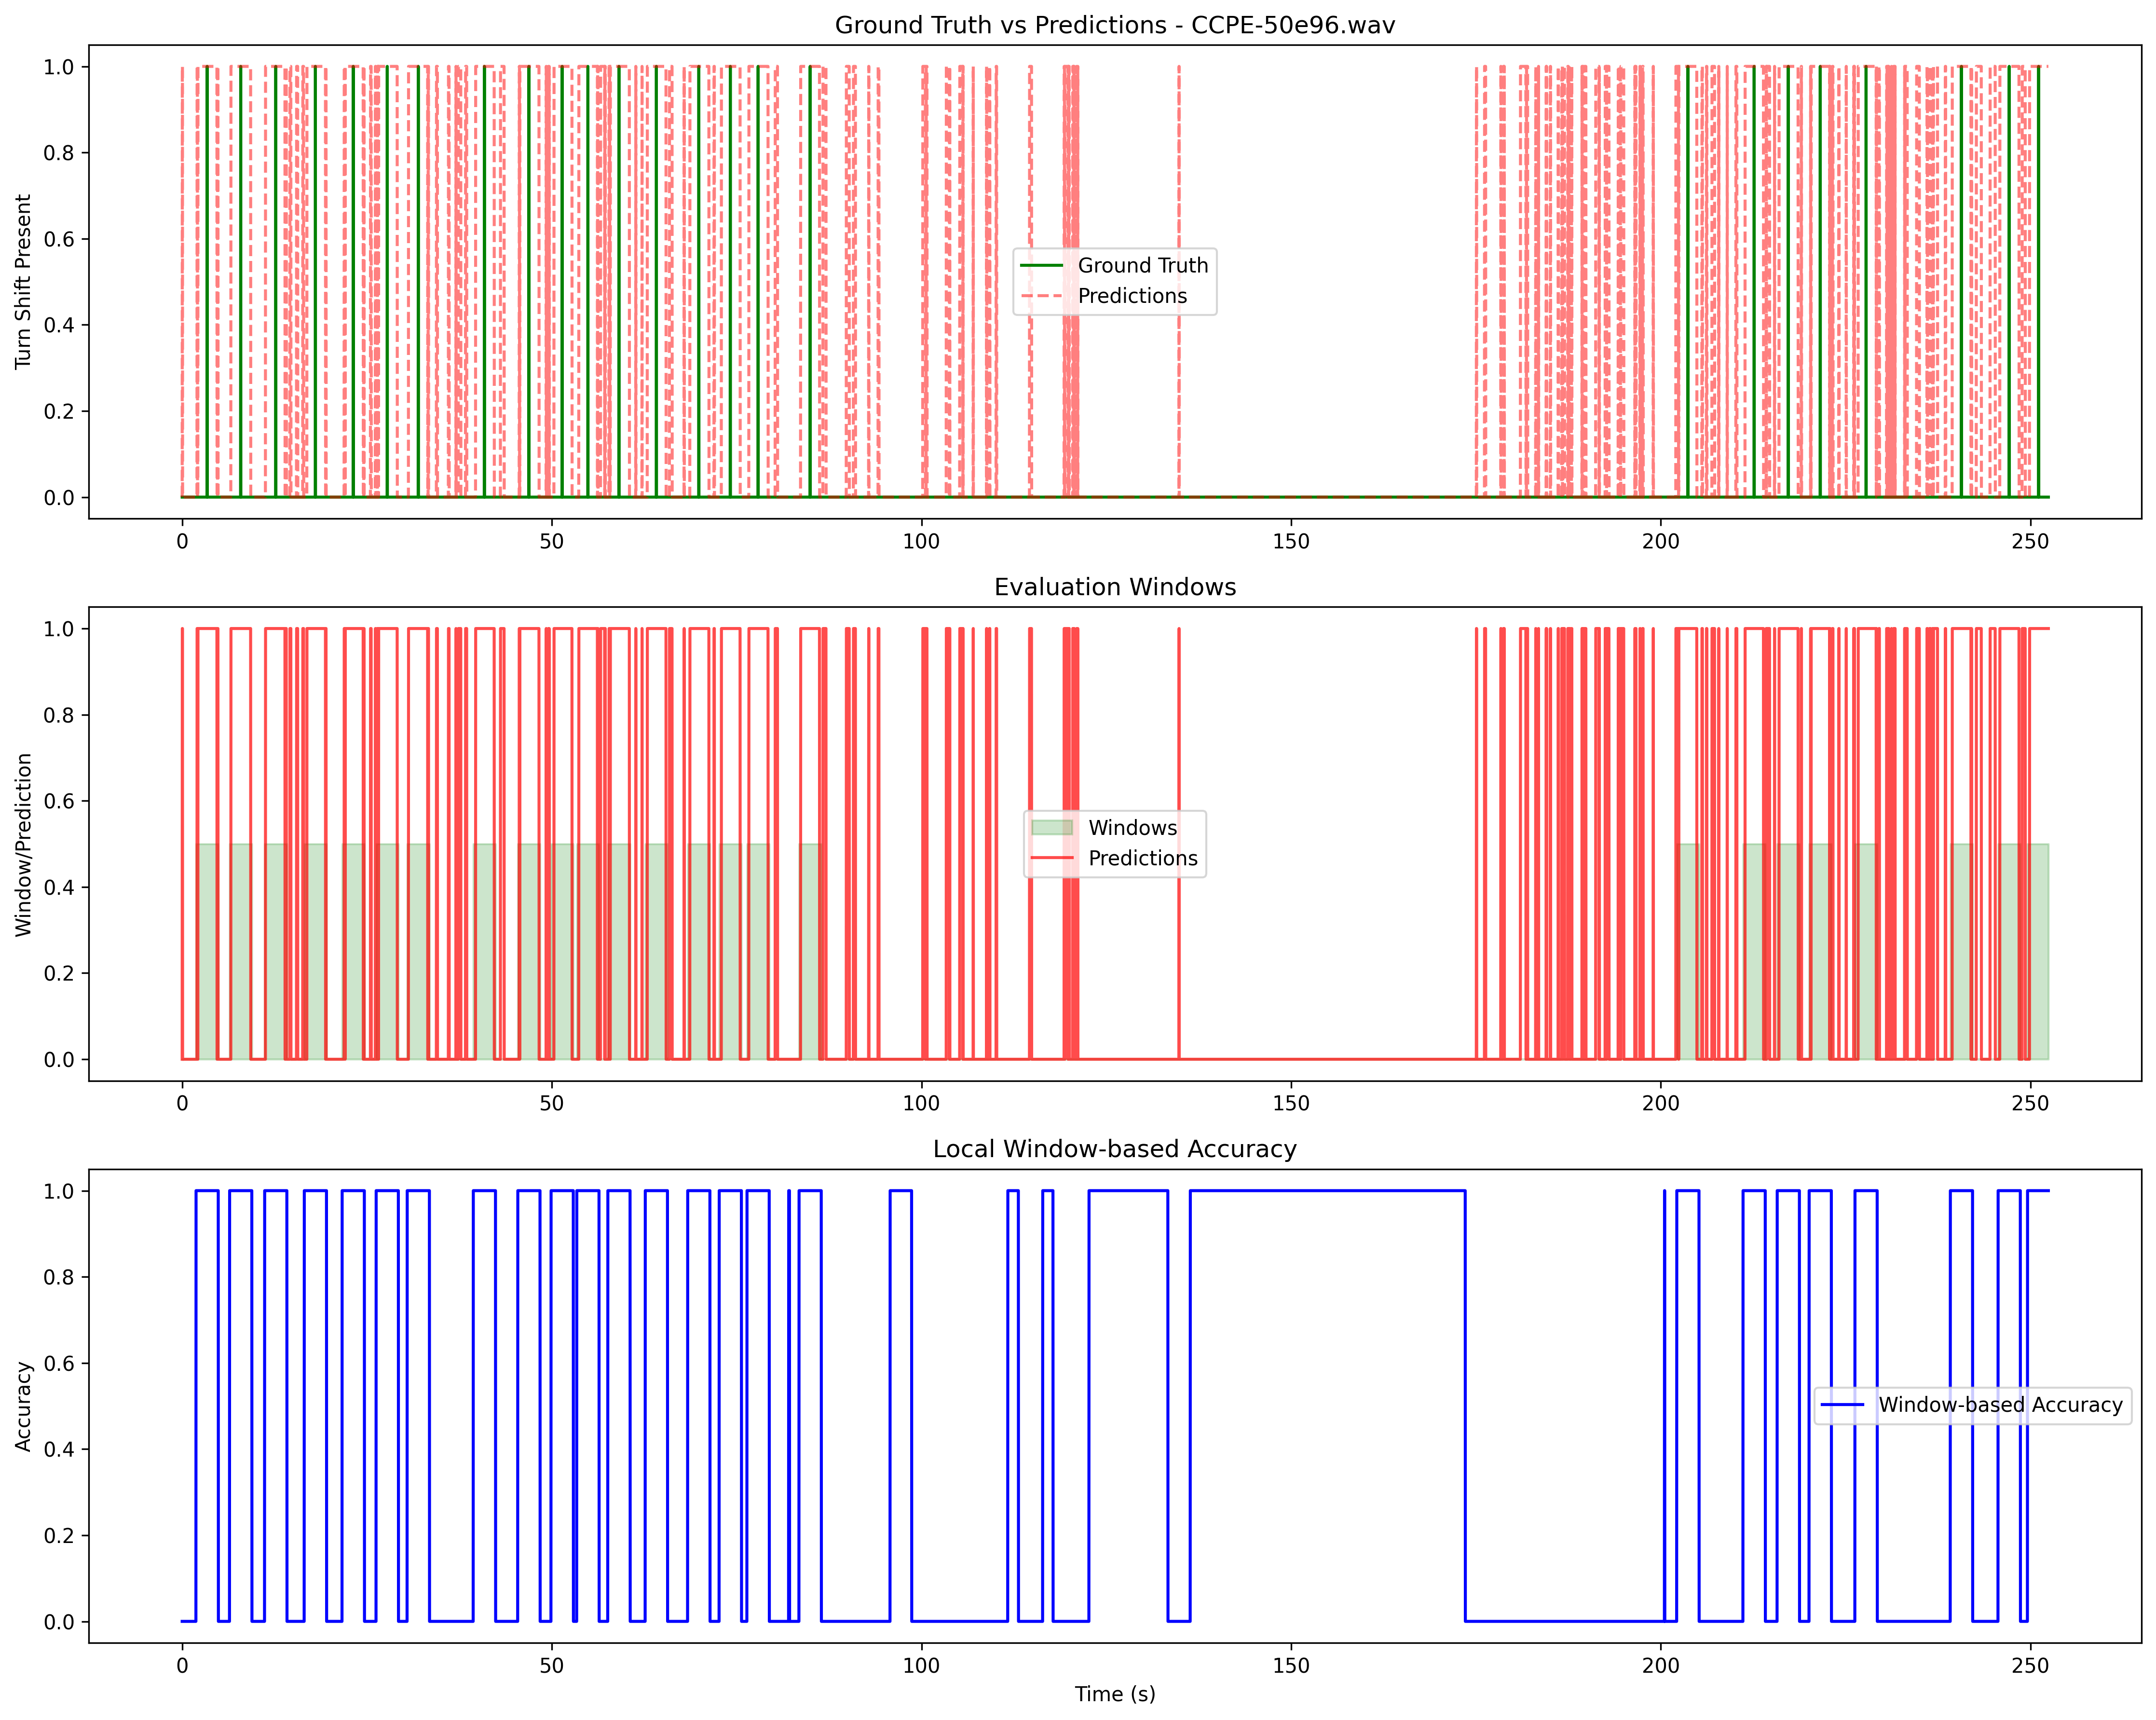 Ground Truth vs Predictions - CCPE-50e96.wav
Turn Shift Present
1.0
0.8
0.6
0.4
0.2
0.0
Ground Truth
Predictions
0 50 100 150 200 250
Evaluation Windows
Window/Prediction
1.0
0.8
0.6
0.4
0.2
0.0
Windows
Predictions
0 50 100 150 200 250
Local Window-based Accuracy
Accuracy
1.0
0.8
0.6
0.4
0.2
0.0
Window-based Accuracy
0 50 100 150 200 250
Time (s)